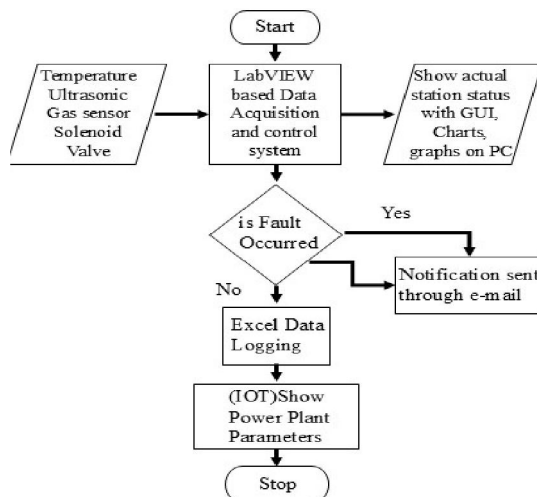 Start
Temperature
Ultrasonic
Gas sensor
Solenoid
Valve
LabVIEW
based Data
Acquisition
and control
system
Show actual
station status
with GUI,
Charts,
graphs on PC
is Fault
Occurred
Yes
Notification sent
through e-mail
No
Excel Data
Logging
(IOT)Show
Power Plant
Parameters
Stop